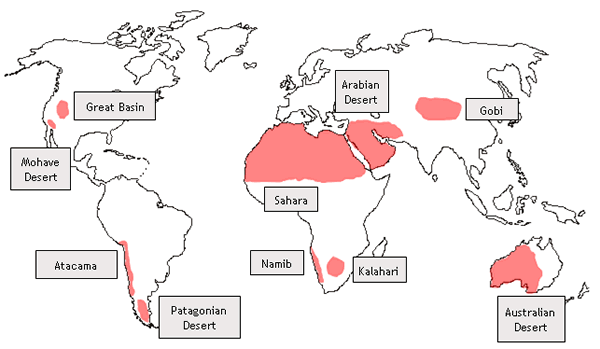 Great Basin
Mohave
Desert
Arabian
Desert
Gobi
Sahara
Atacama
Namib
Kalahari
Patagonian
Desert
Australian
Desert